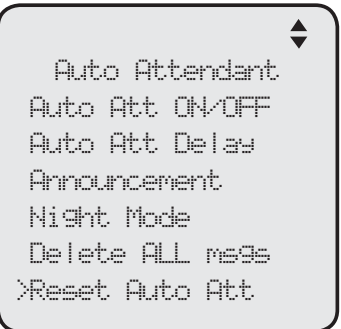 Auto Attendant
Auto Att ON/OFF
Auto Att Delay
Announcement
Night Mode
Delete ALL msgs
>Reset Auto Att